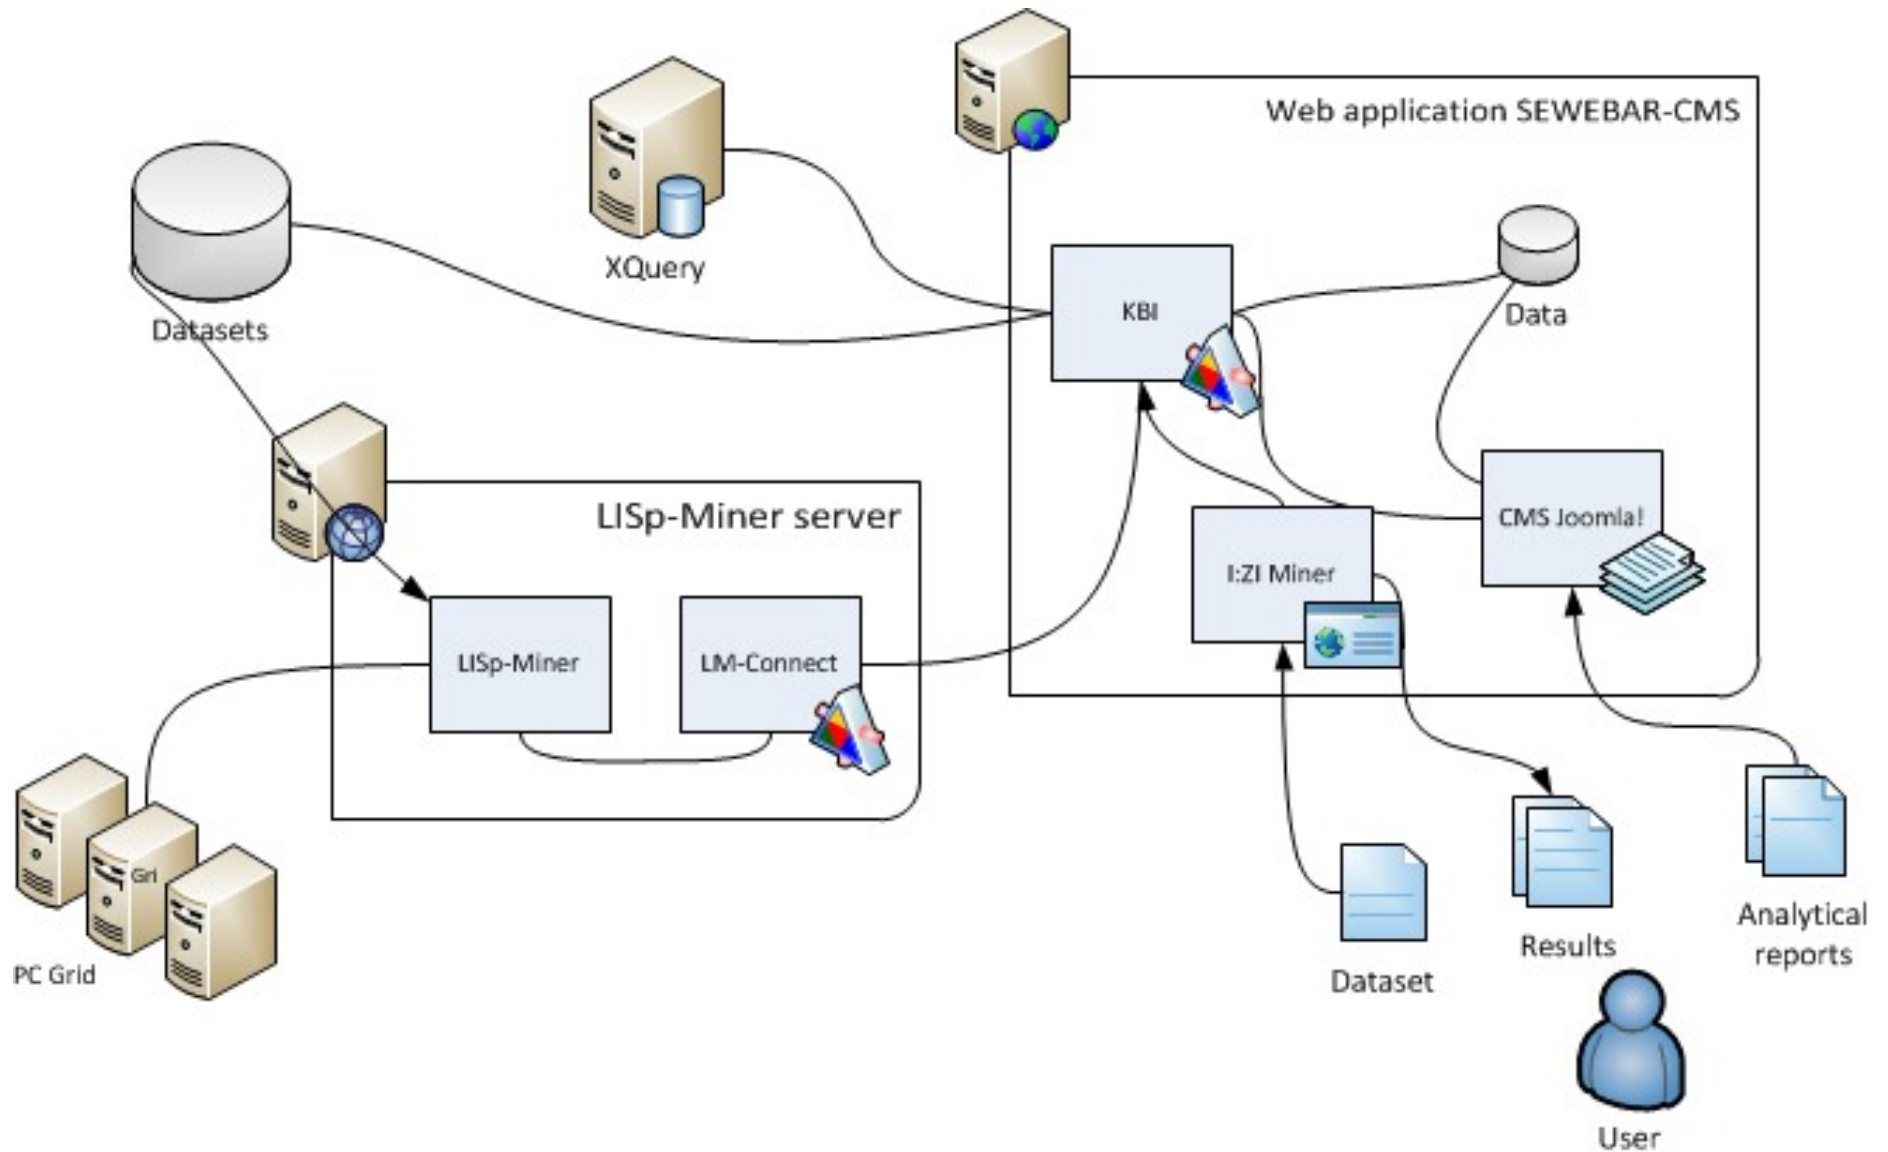 Web application SEWEBAR-CMS
XQuery
Datasets
KBI
Data
LISp-Miner server
CMS Joomla!
I:ZI Miner
LISp-Miner
LM-Connect
Gri
PC Grid
Dataset
Results
Analytical
reports
User